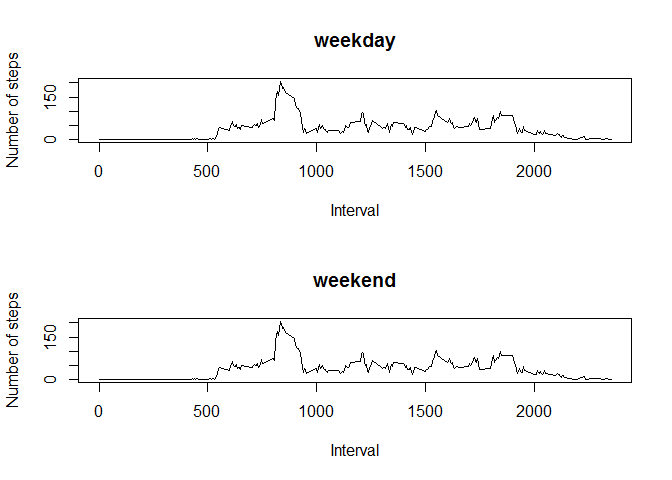 weekday
Number of steps
150
0
0 500 1000 1500 2000
Interval
weekend
Number of steps
150
0
0 500 1000 1500 2000
Interval